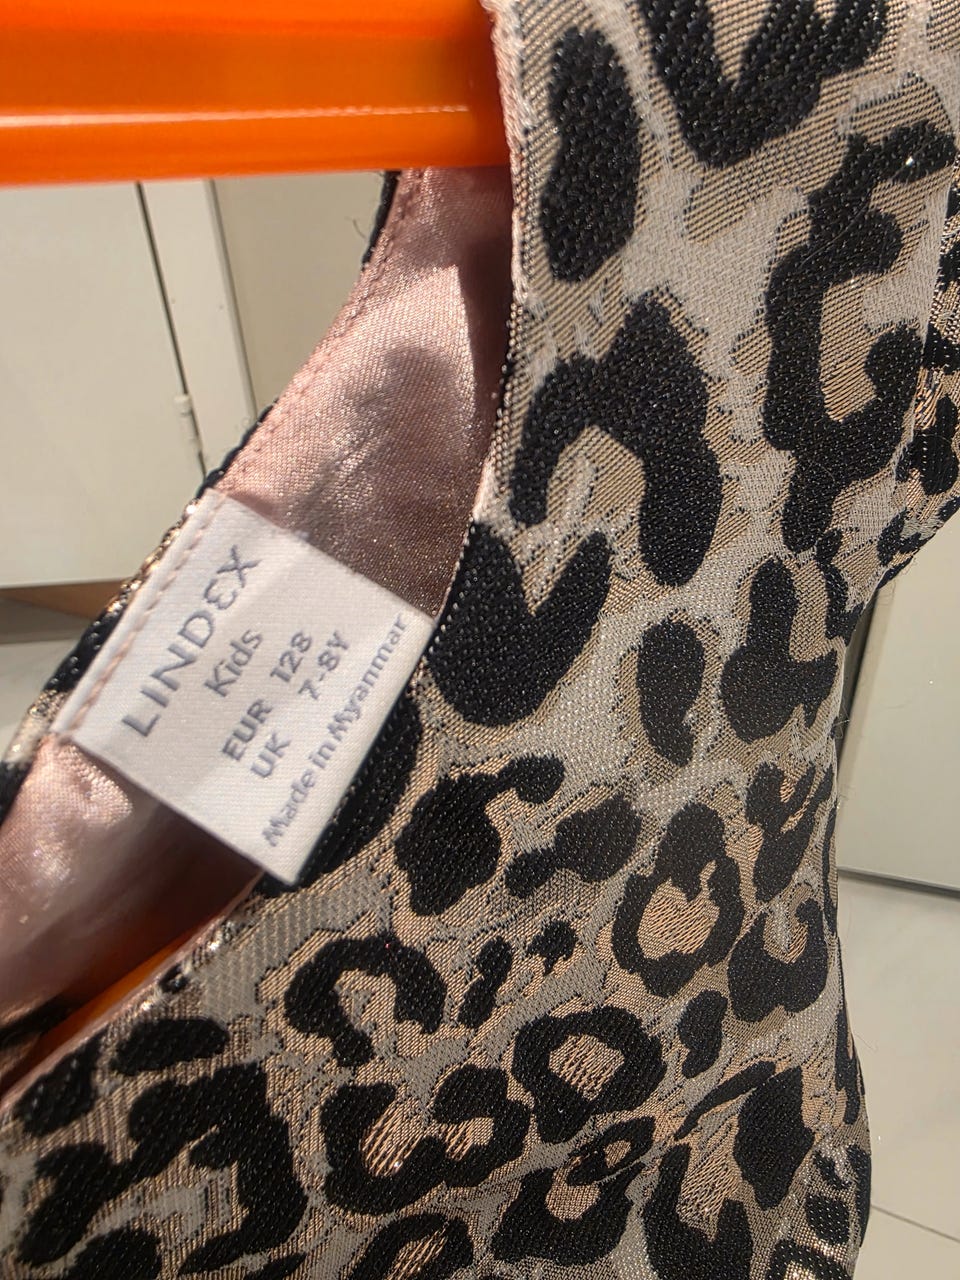 LINDEX
Kids
EUR 128
UK 7-8Y
Made in Myanmar